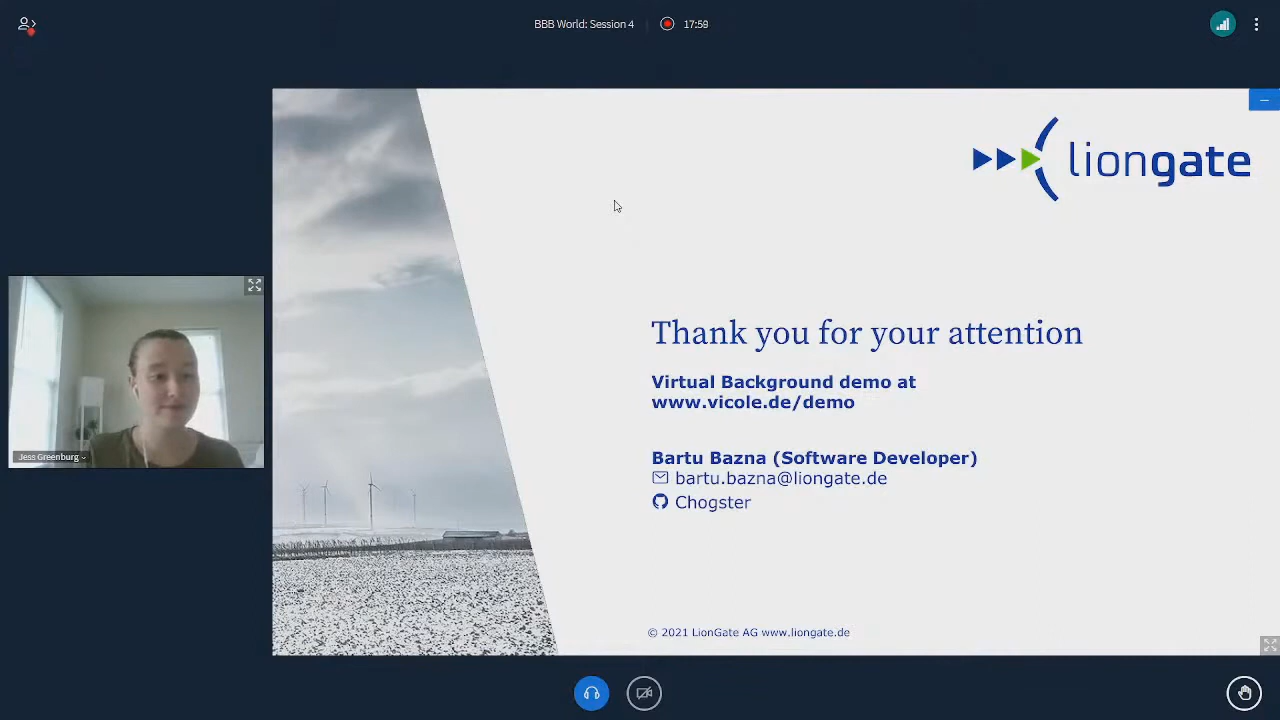 BBB World: Session 4
17:59
liongate
Thank you for your attention
Virtual Background demo at
www.vicole.de/demo
Jess Greenburg
Bartu Bazna (Software Developer)
bartu.bazna@liongate.de
Chogster
© 2021 LionGate AG www.liongate.de